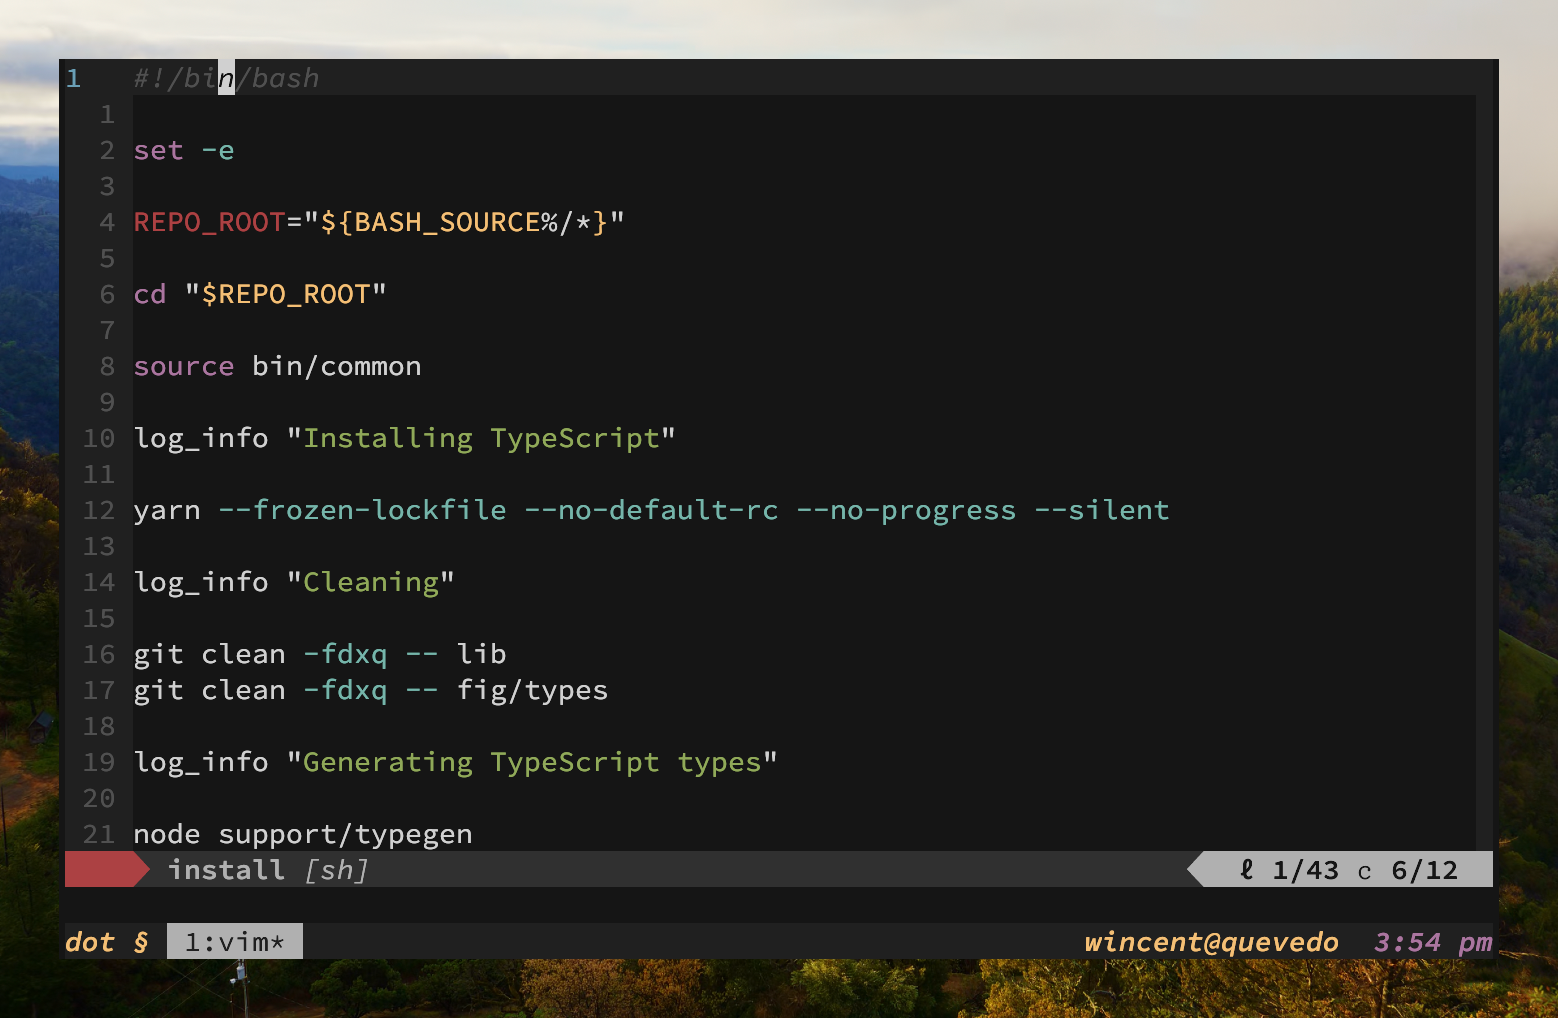 1 #!/bin/bash
1
2 set -e
3
4 REPO_ROOT="${BASH_SOURCE%/*}"
5
6 cd "$REPO_ROOT"
7
8 source bin/common
9
10 log_info "Installing TypeScript"
11
12 yarn --frozen-lockfile --no-default-rc --no-progress --silent
13
14 log_info "Cleaning"
15
16 git clean -fdxq -- lib
17 git clean -fdxq -- fig/types
18
19 log_info "Generating TypeScript types"
20
21 node support/typegen
install [sh] ℓ 1/43 c 6/12
dot § 1:vim* wincent@quevedo 3:54 pm